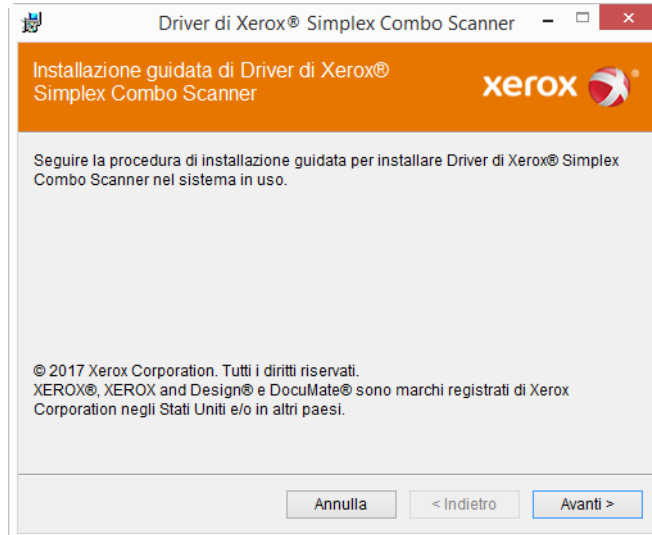 Driver di Xerox® Simplex Combo Scanner
Installazione guidata di Driver di Xerox®
Simplex Combo Scanner
xerox ®
Seguire la procedura di installazione guidata per installare Driver di Xerox® Simplex
Combo Scanner nel sistema in uso.
© 2017 Xerox Corporation. Tutti i diritti riservati.
XEROX®, XEROX and Design® e DocuMate® sono marchi registrati di Xerox
Corporation negli Stati Uniti e/o in altri paesi.
Annulla
< Indietro
Avanti >